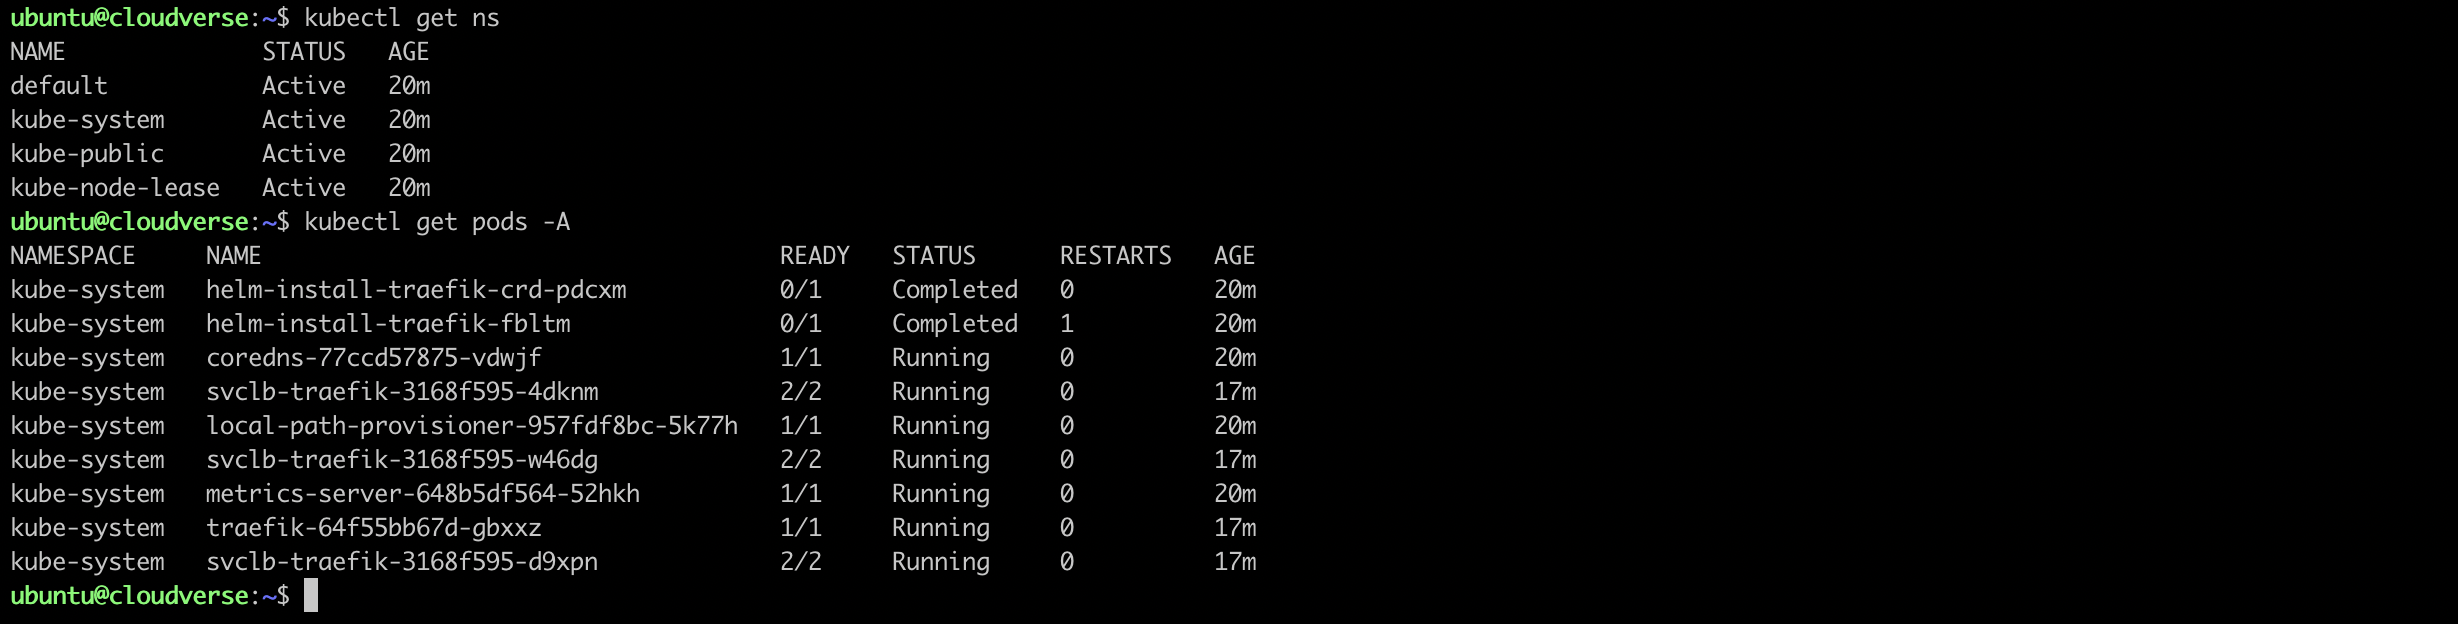 ubuntu@cloudverse:~$ kubectl get ns
NAME              STATUS   AGE
default           Active   20m
kube-system       Active   20m
kube-public       Active   20m
kube-node-lease   Active   20m
ubuntu@cloudverse:~$ kubectl get pods -A
NAMESPACE     NAME                                     READY   STATUS      RESTARTS   AGE
kube-system   helm-install-traefik-crd-pdcxm           0/1     Completed   0          20m
kube-system   helm-install-traefik-fbltm               0/1     Completed   1          20m
kube-system   coredns-77ccd57875-vdwjf                 1/1     Running     0          20m
kube-system   svclb-traefik-3168f595-4dknm             2/2     Running     0          17m
kube-system   local-path-provisioner-957fdf8bc-5k77h   1/1     Running     0          20m
kube-system   svclb-traefik-3168f595-w46dg             2/2     Running     0          17m
kube-system   metrics-server-648b5df564-52hkh          1/1     Running     0          20m
kube-system   traefik-64f55bb67d-gbxxz                 1/1     Running     0          17m
kube-system   svclb-traefik-3168f595-d9xpn             2/2     Running     0          17m
ubuntu@cloudverse:~$